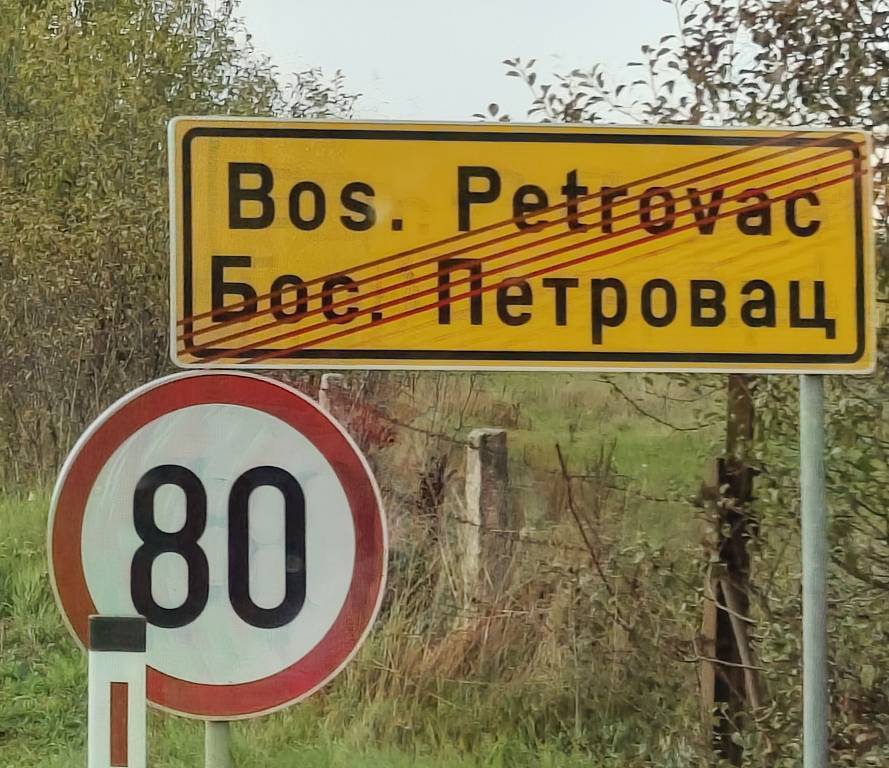 Bos. Petrovac
Бос. Петровац
80